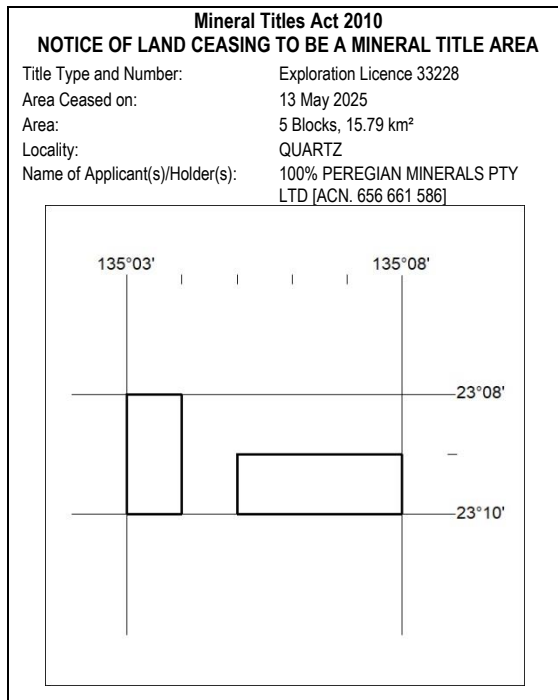 Mineral Titles Act 2010
NOTICE OF LAND CEASING TO BE A MINERAL TITLE AREA
Title Type and Number: Exploration Licence 33228
Area Ceased on: 13 May 2025
Area: 5 Blocks, 15.79 km²
Locality: QUARTZ
Name of Applicant(s)/Holder(s): 100% PEREGIAN MINERALS PTY
LTD [ACN. 656 661 586]
135°03' 135°08'
23°08'
23°10'